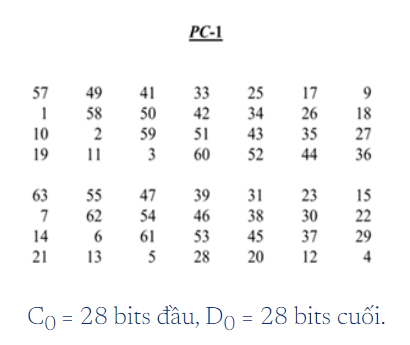 PC-1
57 49 41 33 25 17 9
1 58 50 42 34 26 18
10 2 59 51 43 35 27
19 11 3 60 52 44 36
63 55 47 39 31 23 15
7 62 54 46 38 30 22
14 6 61 53 45 37 29
21 13 5 28 20 12 4
C0 = 28 bits đầu, D0 = 28 bits cuối.